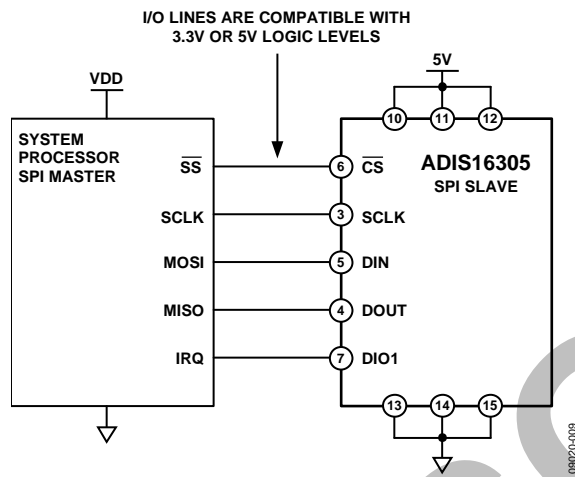 I/O LINES ARE COMPATIBLE WITH
3.3V OR 5V LOGIC LEVELS
VDD
5V
10 11 12
SYSTEM
PROCESSOR
SPI MASTER
ADIS16305
SPI SLAVE
SS 6 CS
SCLK 3 SCLK
MOSI 5 DIN
MISO 4 DOUT
IRQ 7 DIO1
13 14 15
09020-009